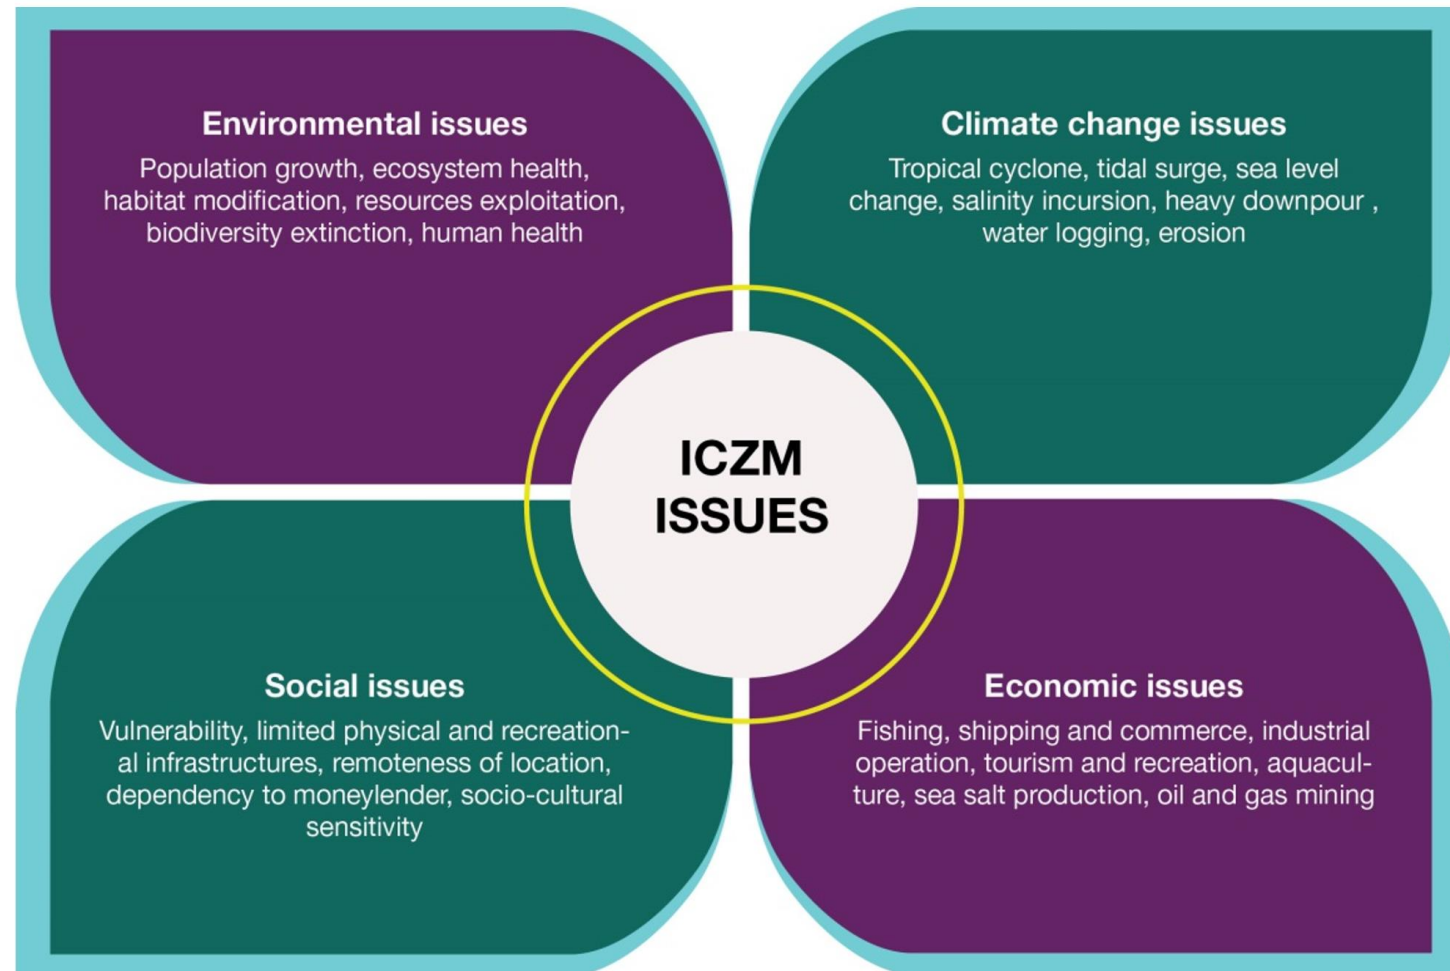 Environmental issues
Population growth, ecosystem health,
habitat modification, resources exploitation,
biodiversity extinction, human health
Climate change issues
Tropical cyclone, tidal surge, sea level
change, salinity incursion, heavy downpour ,
water logging, erosion
ICZM
ISSUES
Social issues
Vulnerability, limited physical and recreation-
al infrastructures, remoteness of location,
dependency to moneylender, socio-cultural
sensitivity
Economic issues
Fishing, shipping and commerce, industrial
operation, tourism and recreation, aquacul-
ture, sea salt production, oil and gas mining